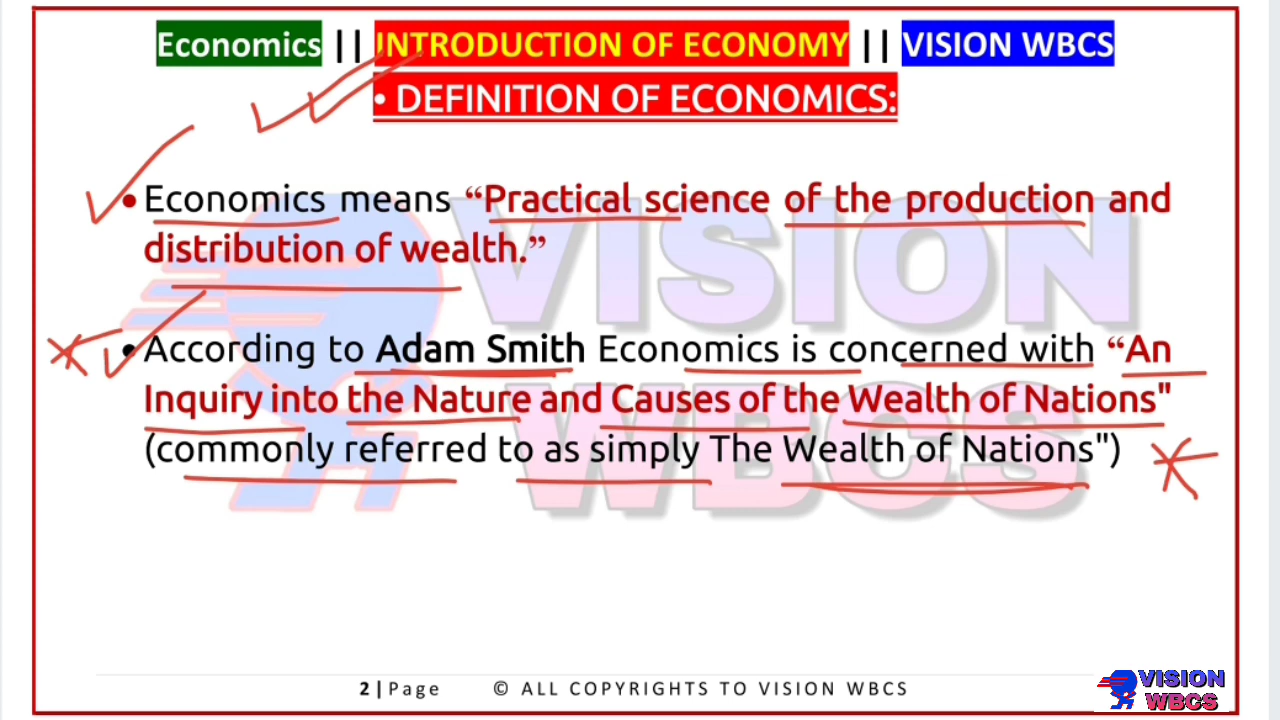 Economics || INTRODUCTION OF ECONOMY || VISION WBCS
• DEFINITION OF ECONOMICS:
• Economics means “Practical science of the production and
distribution of wealth.”
• According to Adam Smith Economics is concerned with “An
Inquiry into the Nature and Causes of the Wealth of Nations"
(commonly referred to as simply The Wealth of Nations")
VISION
WBCS
2 | Page © ALL COPYRIGHTS TO VISION WBCS
VISION
WBCS